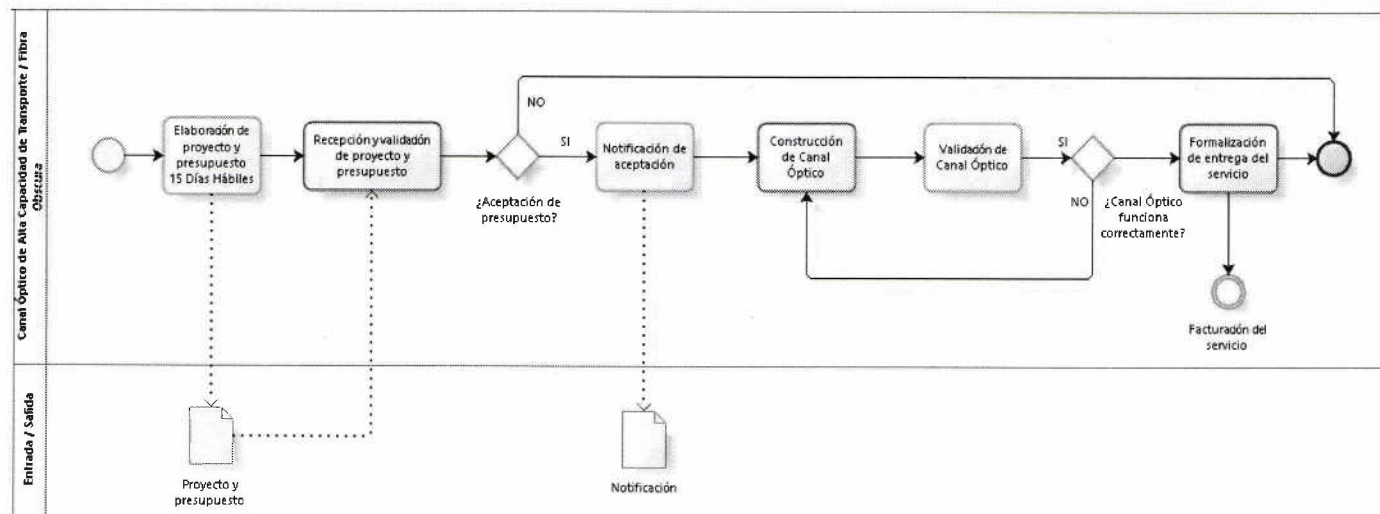 Canal Óptico de Alta Capacidad de Transporte / Fibra
Obscura
Elaboración de
proyecto y
presupuesto
15 Días Hábiles
Recepción y validación
de proyecto y
presupuesto
NO
SI
¿Aceptación de
presupuesto?
Notificación de
aceptación
Construcción
de Canal
Óptico
Validación de
Canal Óptico
SI
NO
¿Canal Óptico
funciona
correctamente?
Formalización
de entrega del
servicio
Facturación del
servicio
Entrada / Salida
Proyecto y
presupuesto
Notificación